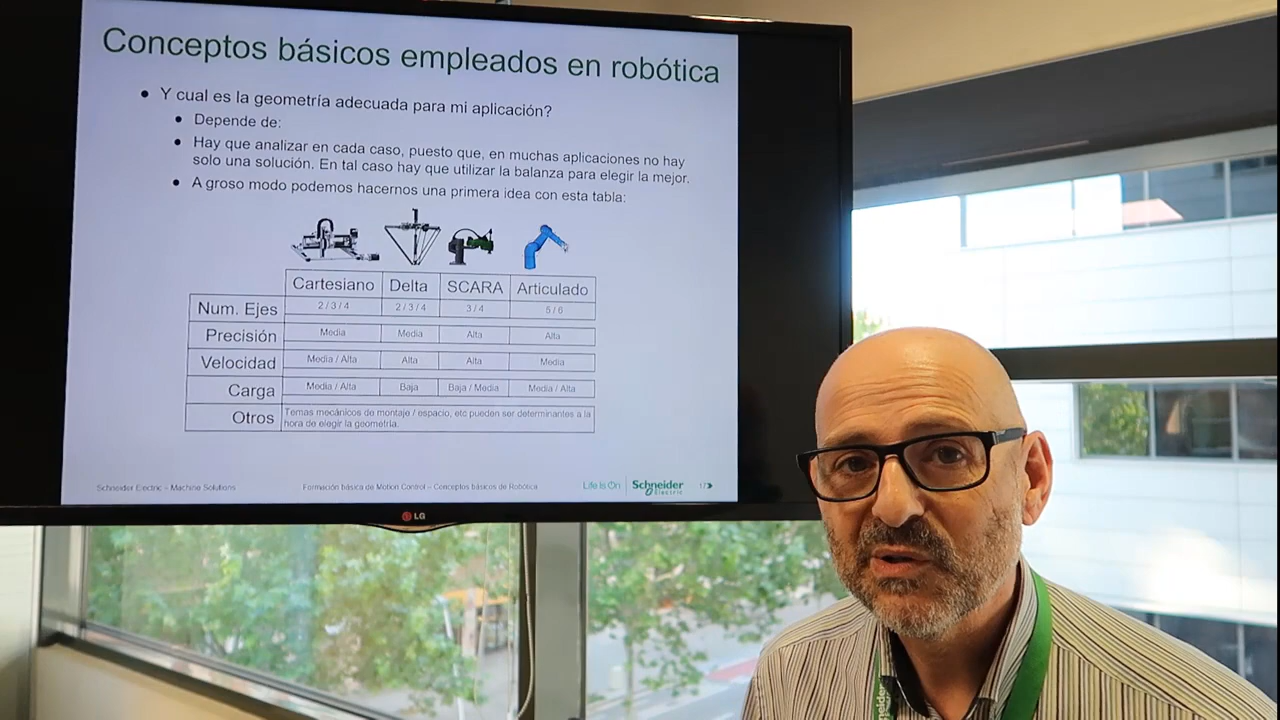 Conceptos básicos empleados en robótica
• Y cual es la geometría adecuada para mi aplicación?
• Depende de:
• Hay que analizar en cada caso, puesto que, en muchas aplicaciones no hay
solo una solución. En tal caso hay que utilizar la balanza para elegir la mejor.
• A groso modo podemos hacernos una primera idea con esta tabla:
Cartesiano Delta SCARA Articulado
Num. Ejes 2 / 3 / 4 2 / 3 / 4 3 / 4 5 / 6
Precisión Media Media Alta Alta
Velocidad Media / Alta Alta Alta Media
Carga Media / Alta Baja Baja / Media Media / Alta
Otros Temas mecánicos de montaje / espacio, etc pueden ser determinantes a la
hora de elegir la geometría.
Schneider Electric – Machine Solutions Formación básica de Motion Control – Conceptos básicos de Robótica Life Is On Schneider
Electric 17
LG
Schneider